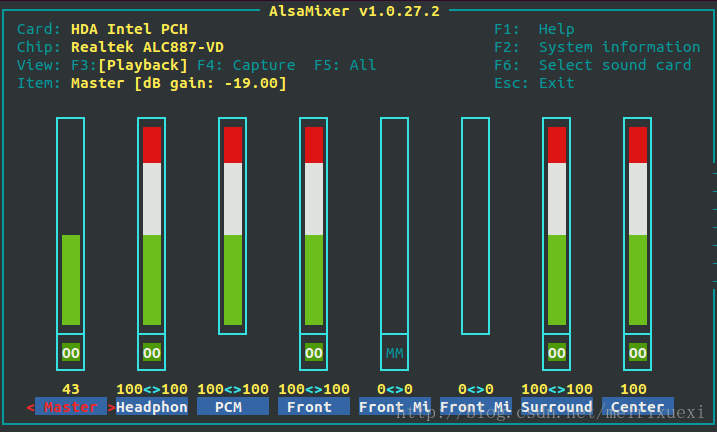 AlsaMixer v1.0.27.2
Card: HDA Intel PCH F1: Help
Chip: Realtek ALC887-VD F2: System information
View: F3:[Playback] F4: Capture F5: All F6: Select sound card
Item: Master [dB gain: -19.00] Esc: Exit
OO OO OO MM OO OO
43 100<>100 100<>100 100<>100 0<>0 0<>0 100<>100 100
< Master > Headphon PCM Front Front Mi Front Mi Surround Center
http://blog.csdn.net/meirixuexi